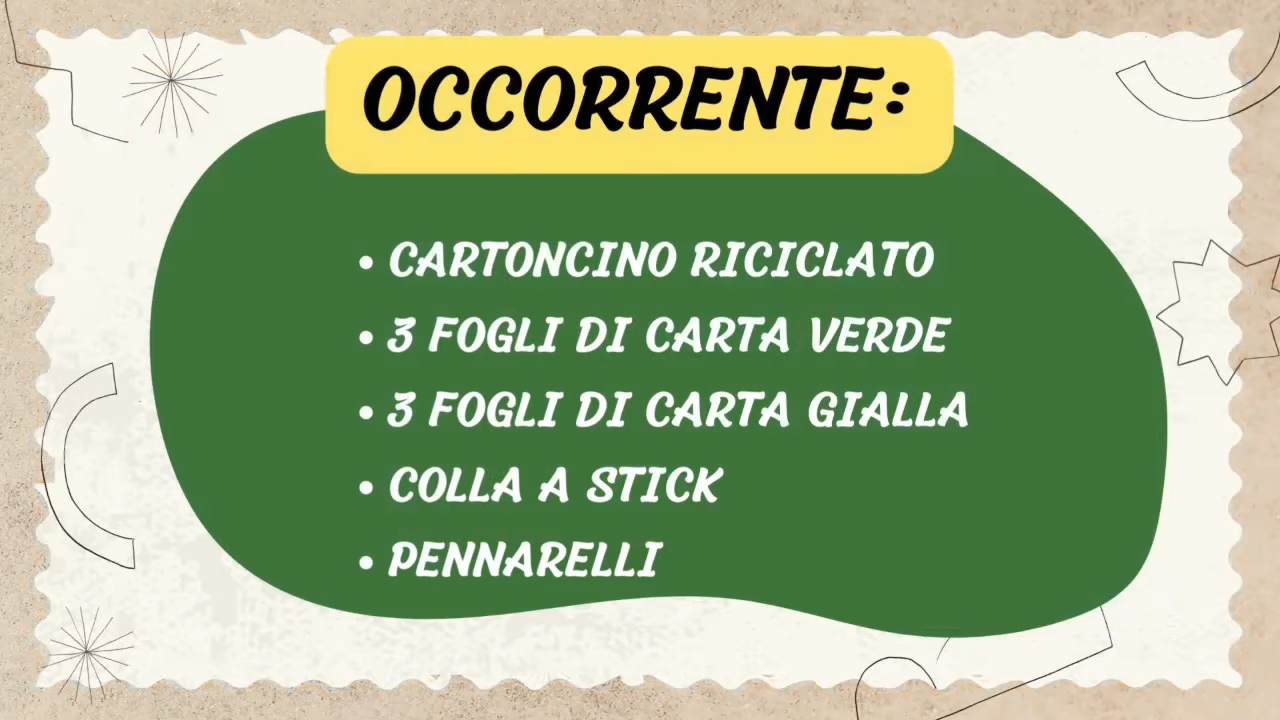 OCCORRENTE:
• CARTONCINO RICICLATO
• 3 FOGLI DI CARTA VERDE
• 3 FOGLI DI CARTA GIALLA
• COLLA A STICK
• PENNARELLI